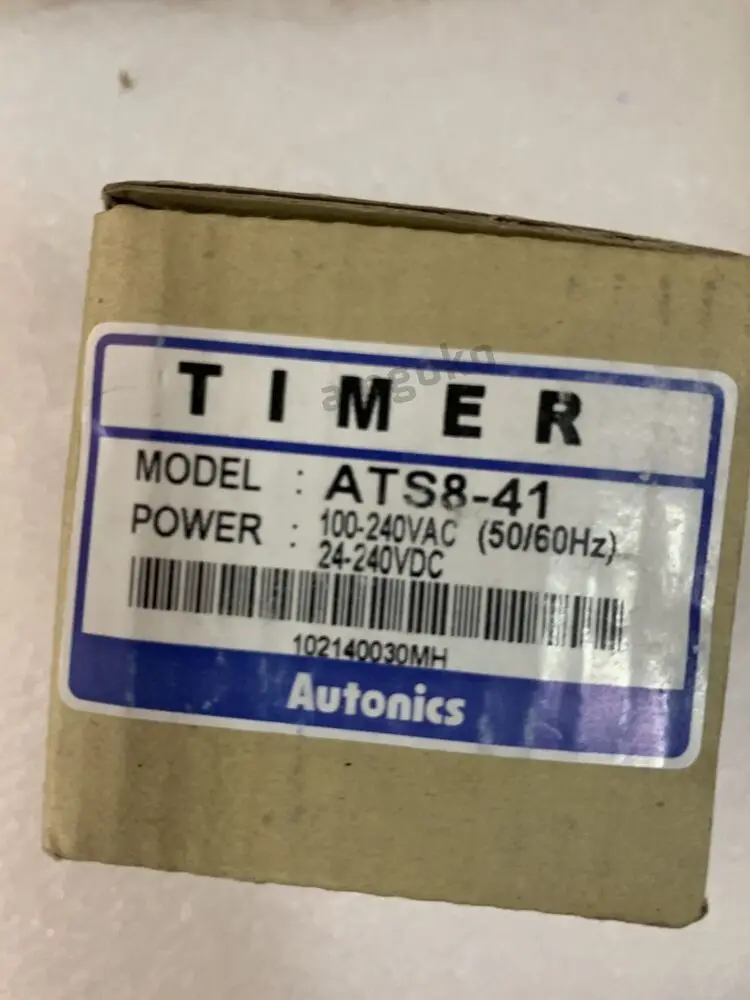 TIMER
MODEL : ATS8-41
POWER : 100-240VAC (50/60Hz)
24-240VDC
102140030MH
Autonics